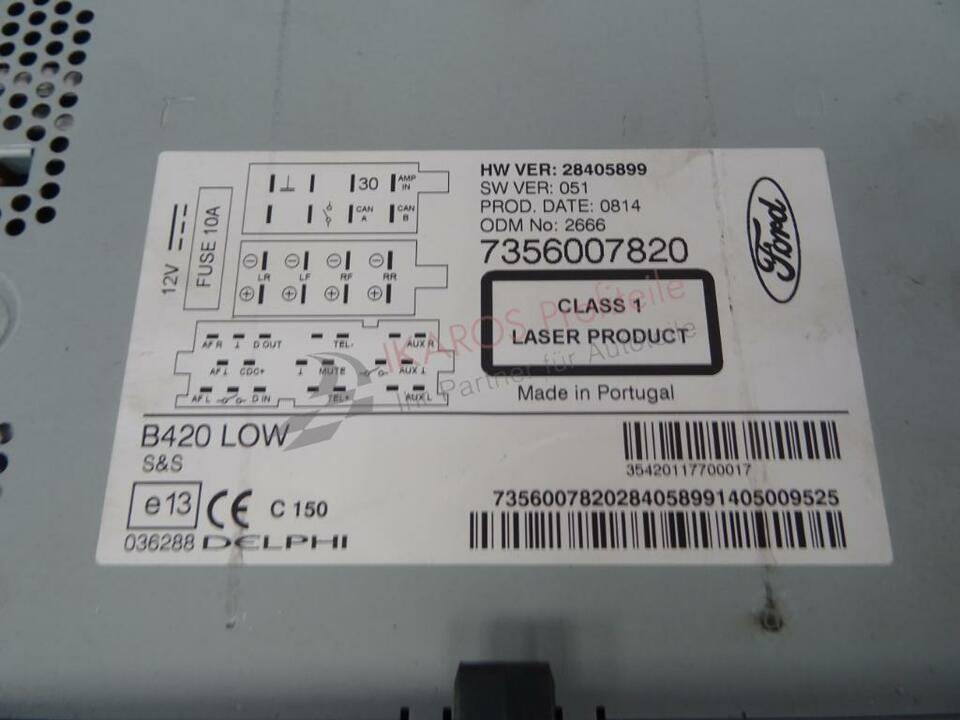 HW VER: 28405899
SW VER: 051
PROD. DATE: 0814
ODM No: 2666
7356007820
Ford
CLASS 1
LASER PRODUCT
Made in Portugal
12V
FUSE 10A
30 AMP IN
CAN A CAN B
LR LF RF RR
AF R D OUT TEL- AUX R
AF CDC+ MUTE AUX
AF L D IN TEL+ AUX L
IKAROS Profiteile
Ihr Partner für Autoteile
B420 LOW
S&S
35420117700017
e13 CE C 150
7356007820284058991405009525
036288 DELPHI